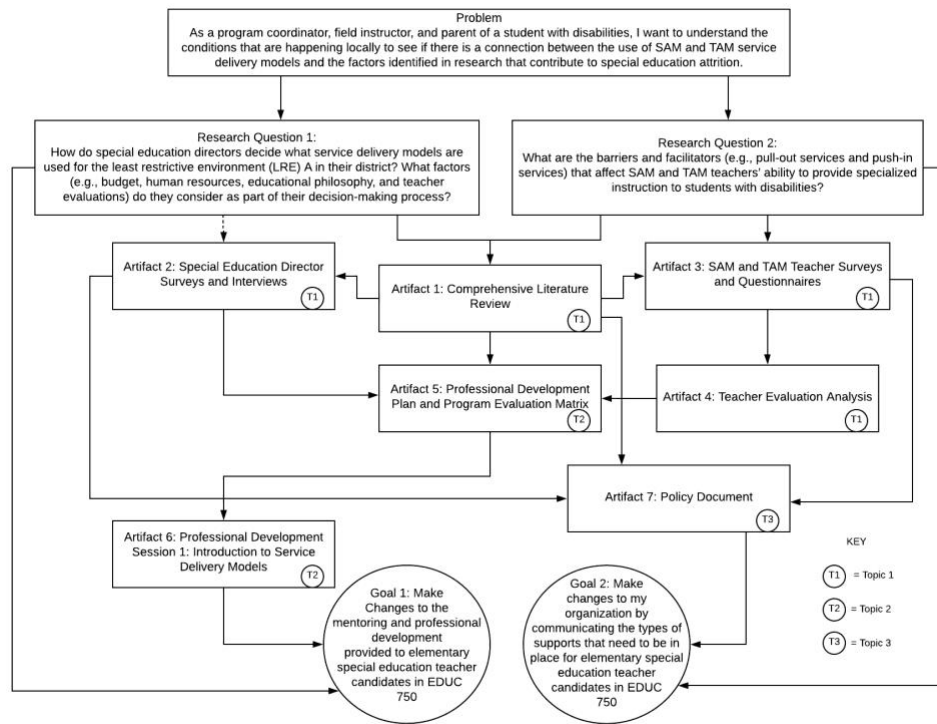 Problem
As a program coordinator, field instructor, and parent of a student with disabilities, I want to understand the
conditions that are happening locally to see if there is a connection between the use of SAM and TAM service
delivery models and the factors identified in research that contribute to special education attrition.
Research Question 1:
How do special education directors decide what service delivery models are
used for the least restrictive environment (LRE) A in their district? What factors
(e.g., budget, human resources, educational philosophy, and teacher
evaluations) do they consider as part of their decision-making process?
Research Question 2:
What are the barriers and facilitators (e.g., pull-out services and push-in
services) that affect SAM and TAM teachers' ability to provide specialized
instruction to students with disabilities?
Artifact 2: Special Education Director
Surveys and Interviews
T1
Artifact 1: Comprehensive Literature
Review
T1
Artifact 3: SAM and TAM Teacher Surveys
and Questionnaires
T1
Artifact 5: Professional Development
Plan and Program Evaluation Matrix
T2
Artifact 4: Teacher Evaluation Analysis
T1
Artifact 7: Policy Document
T3
Artifact 6: Professional Development
Session 1: Introduction to Service
Delivery Models
T2
Goal 1: Make
Changes to the
mentoring and professional
development
provided to elementary
special education teacher
candidates in EDUC
750
Goal 2: Make
changes to my
organization by
communicating the types of
supports that need to be in
place for elementary special
education teacher
candidates in EDUC
750
KEY
T1 = Topic 1
T2 = Topic 2
T3 = Topic 3